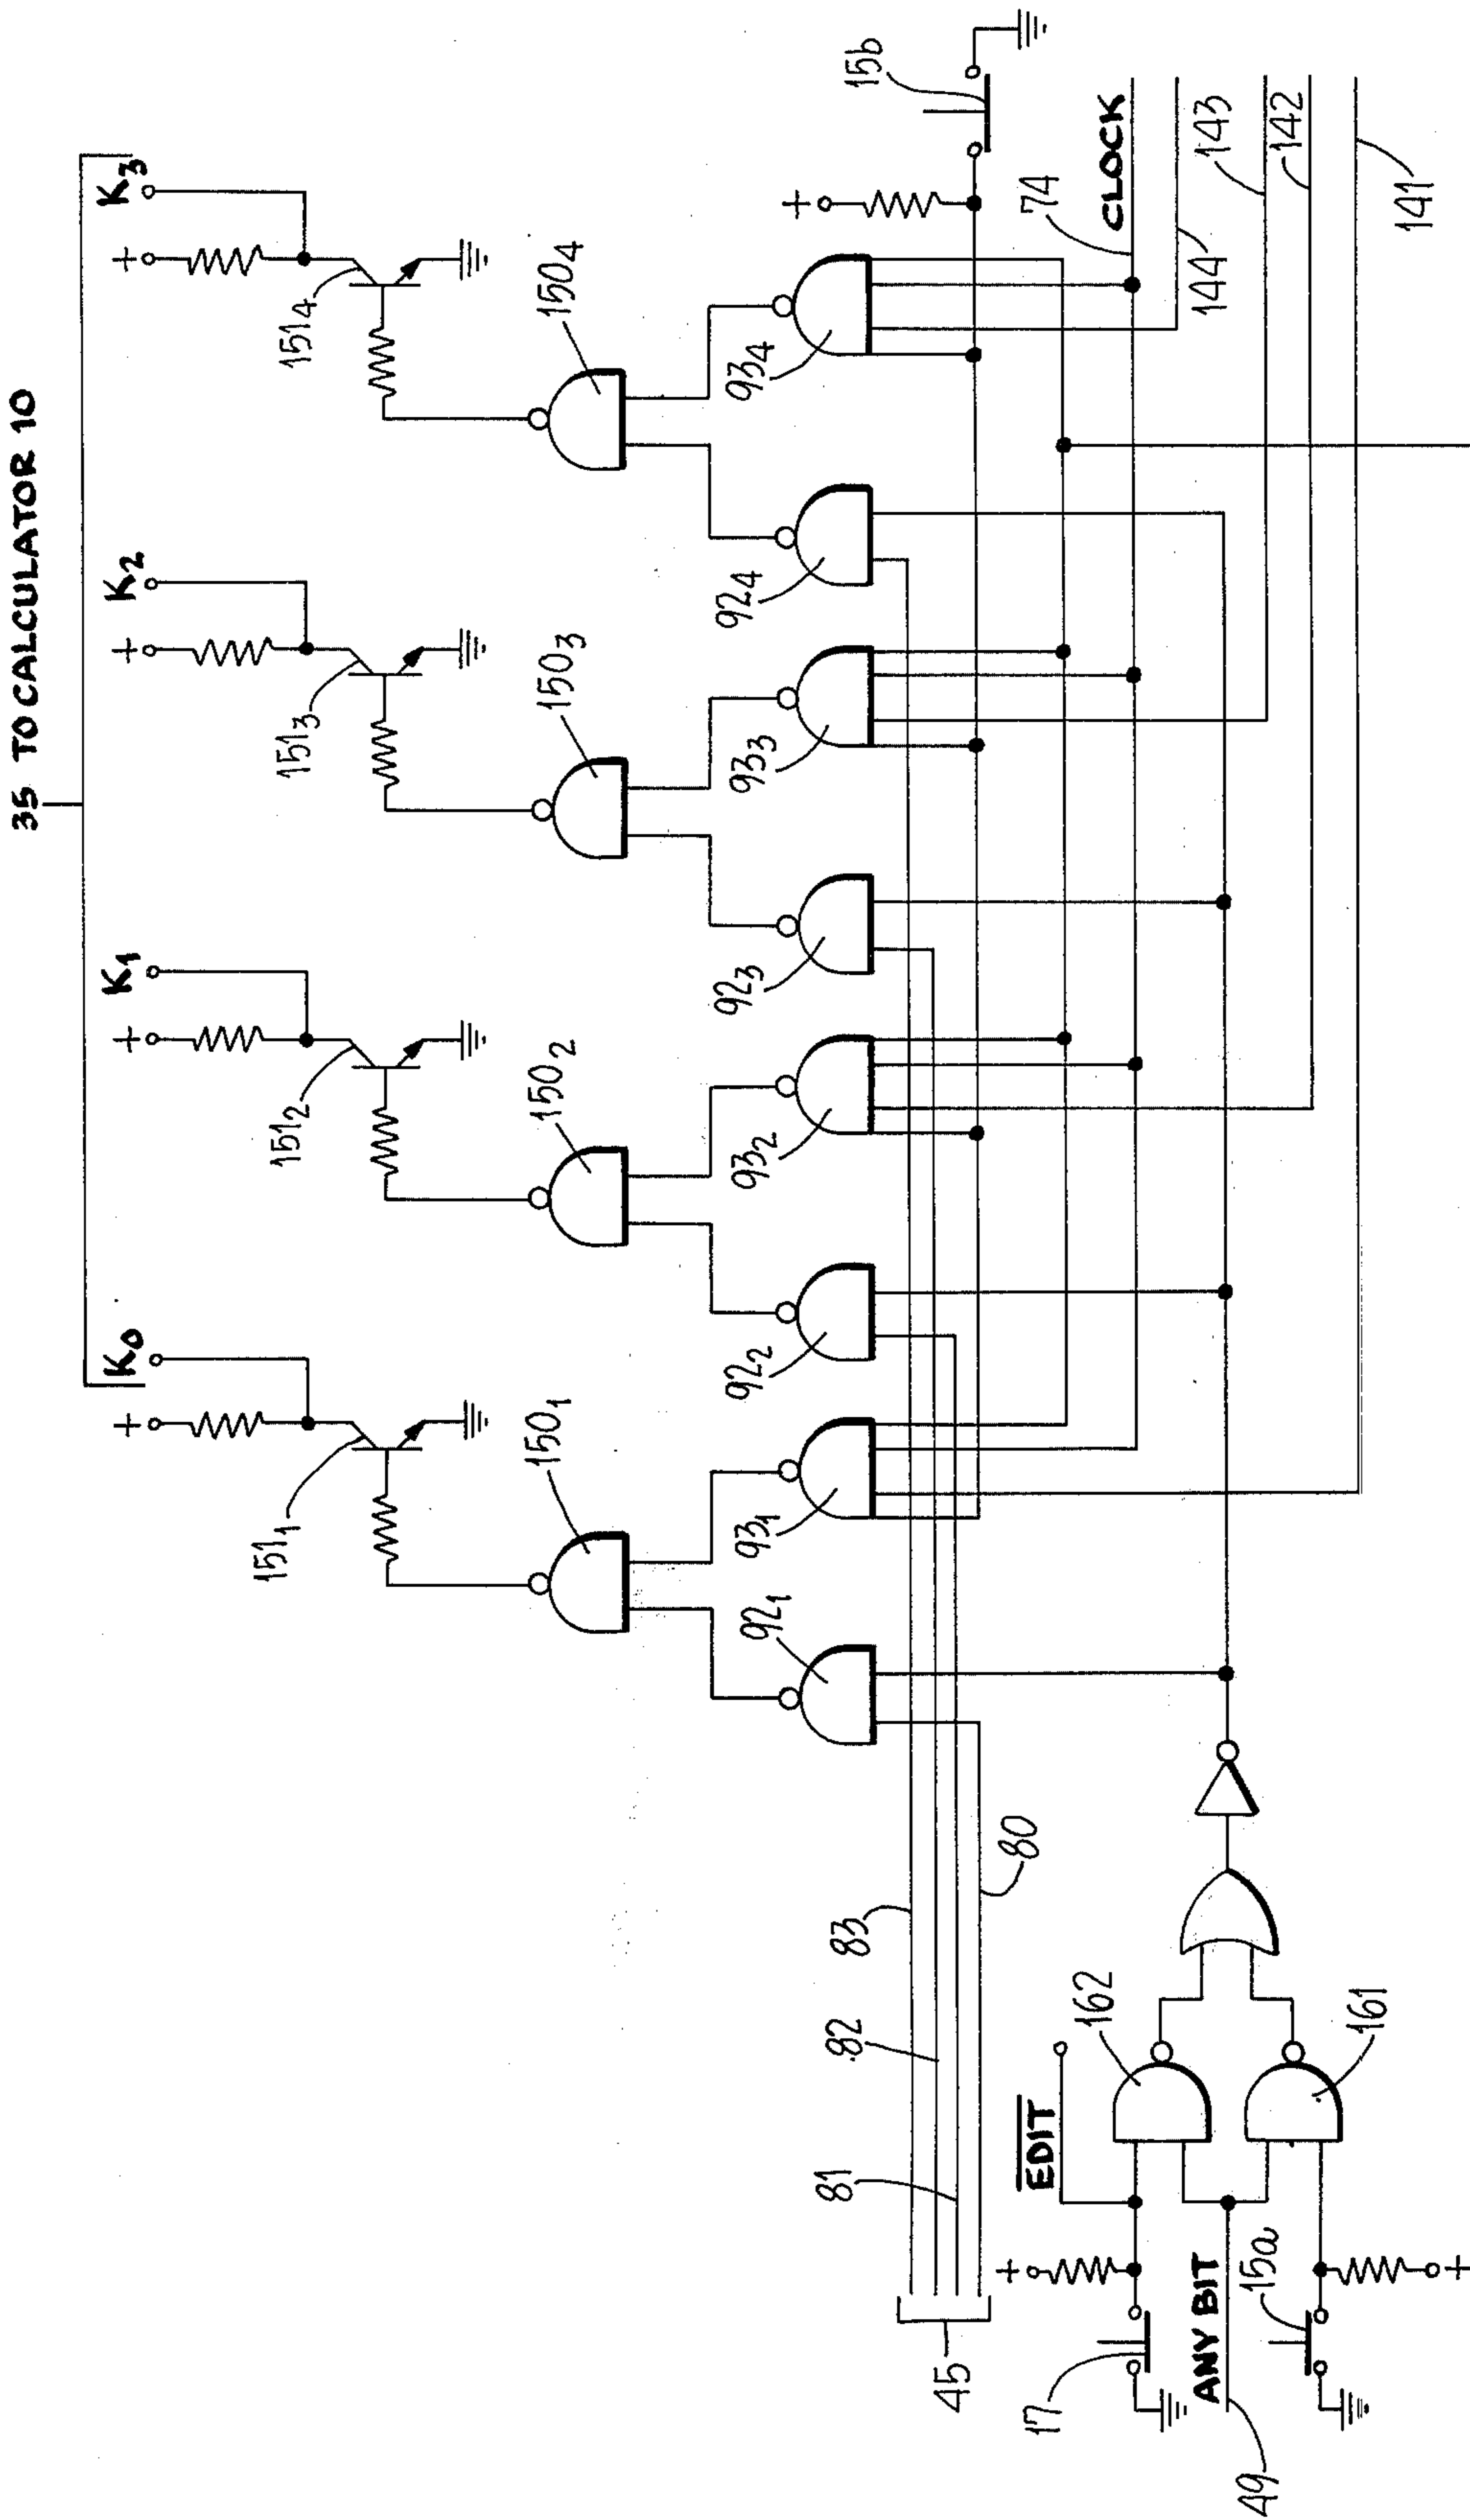 35 TO CALCULATOR 10
K0 K1 K2 K3
+ + + +
151₁ 151₂ 151₃ 151₄
150₁ 150₂ 150₃ 150₄
+
15b
92₁ 93₁ 92₂ 93₂ 92₃ 93₃ 92₄ 93₄
83
82
81
80
45
74
CLOCK
144
143
142
141
+
EDIT
17
162
ANY BIT
49
15a
161
+